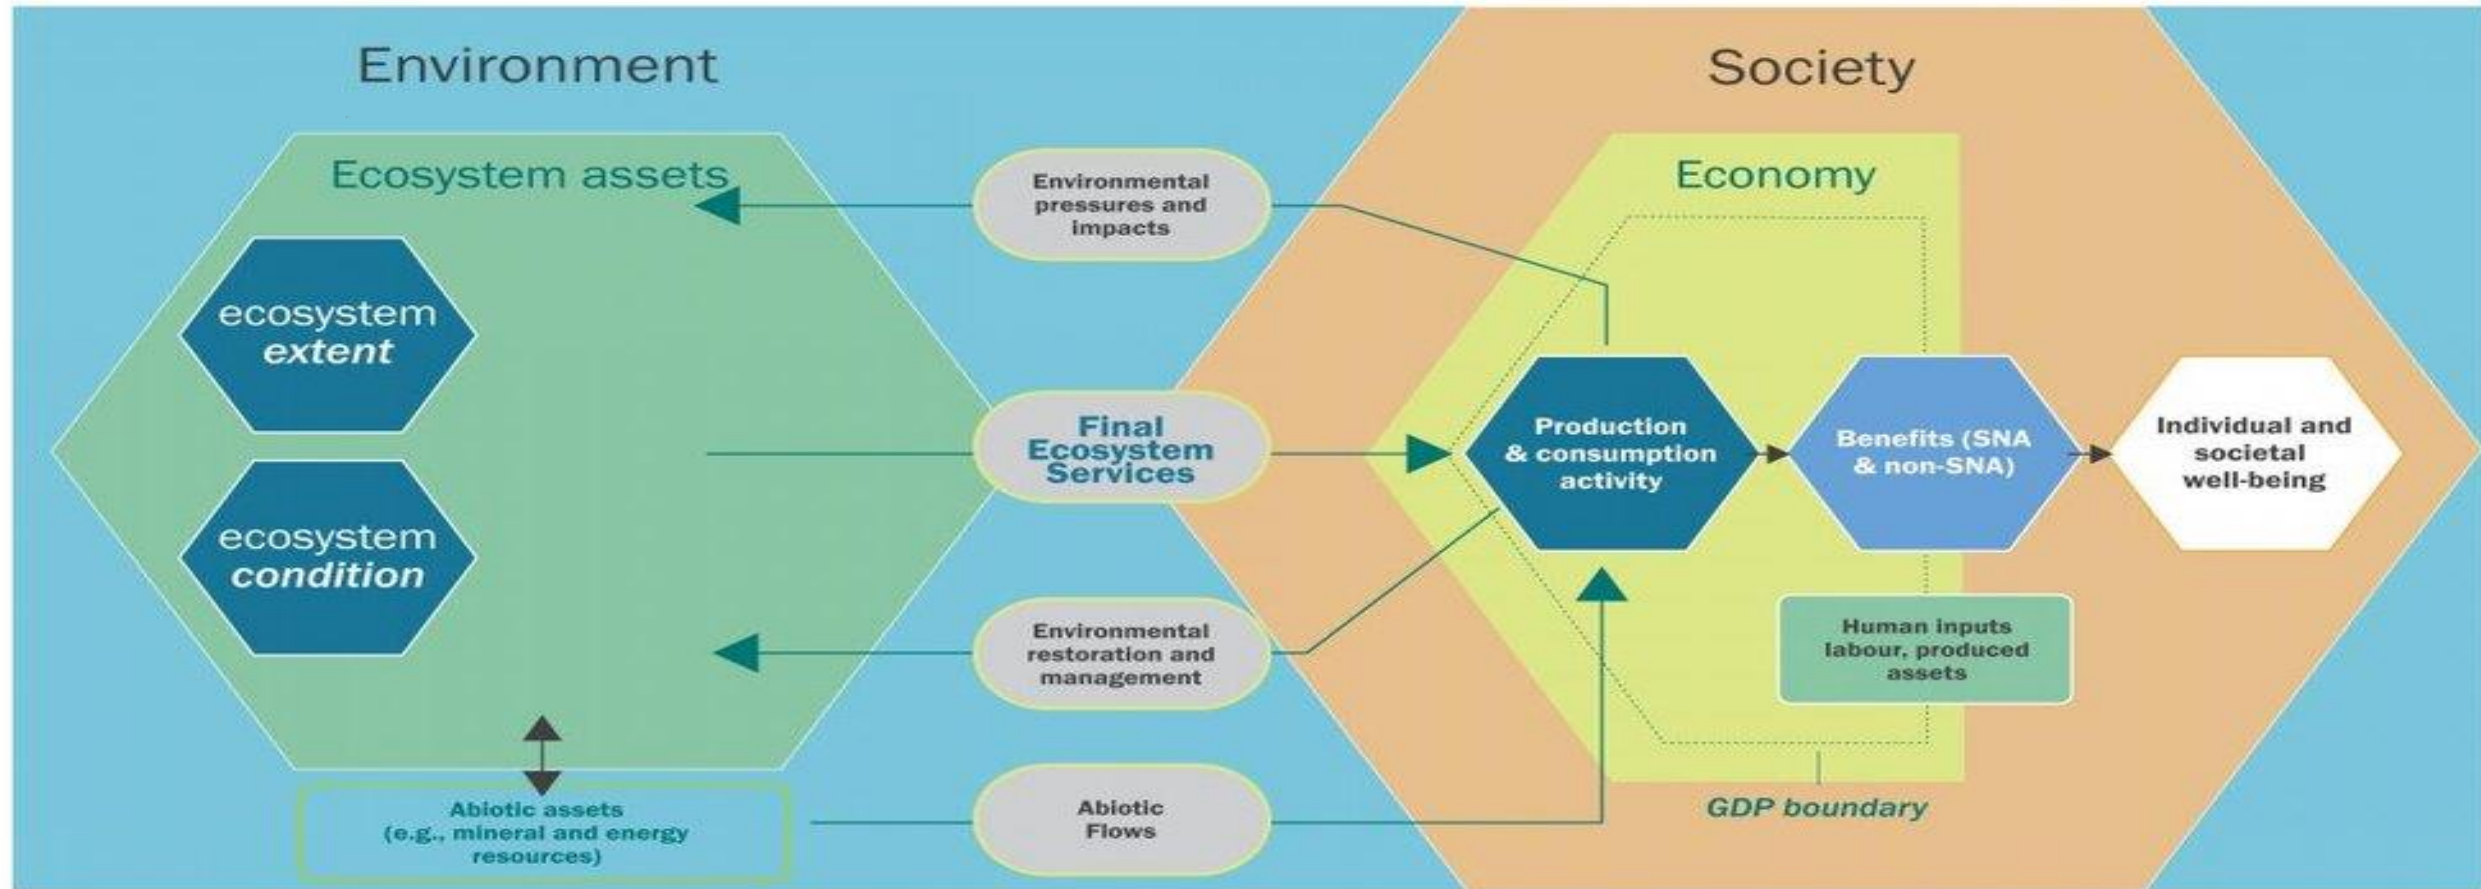 Environment
Society
Ecosystem assets
Economy
Environmental
pressures and
impacts
ecosystem
extent
Final
Ecosystem
Services
Production
& consumption
activity
Benefits (SNA
& non-SNA)
Individual and
societal
well-being
ecosystem
condition
Environmental
restoration and
management
Human inputs
labour, produced
assets
Abiotic assets
(e.g., mineral and energy
resources)
Abiotic
Flows
GDP boundary